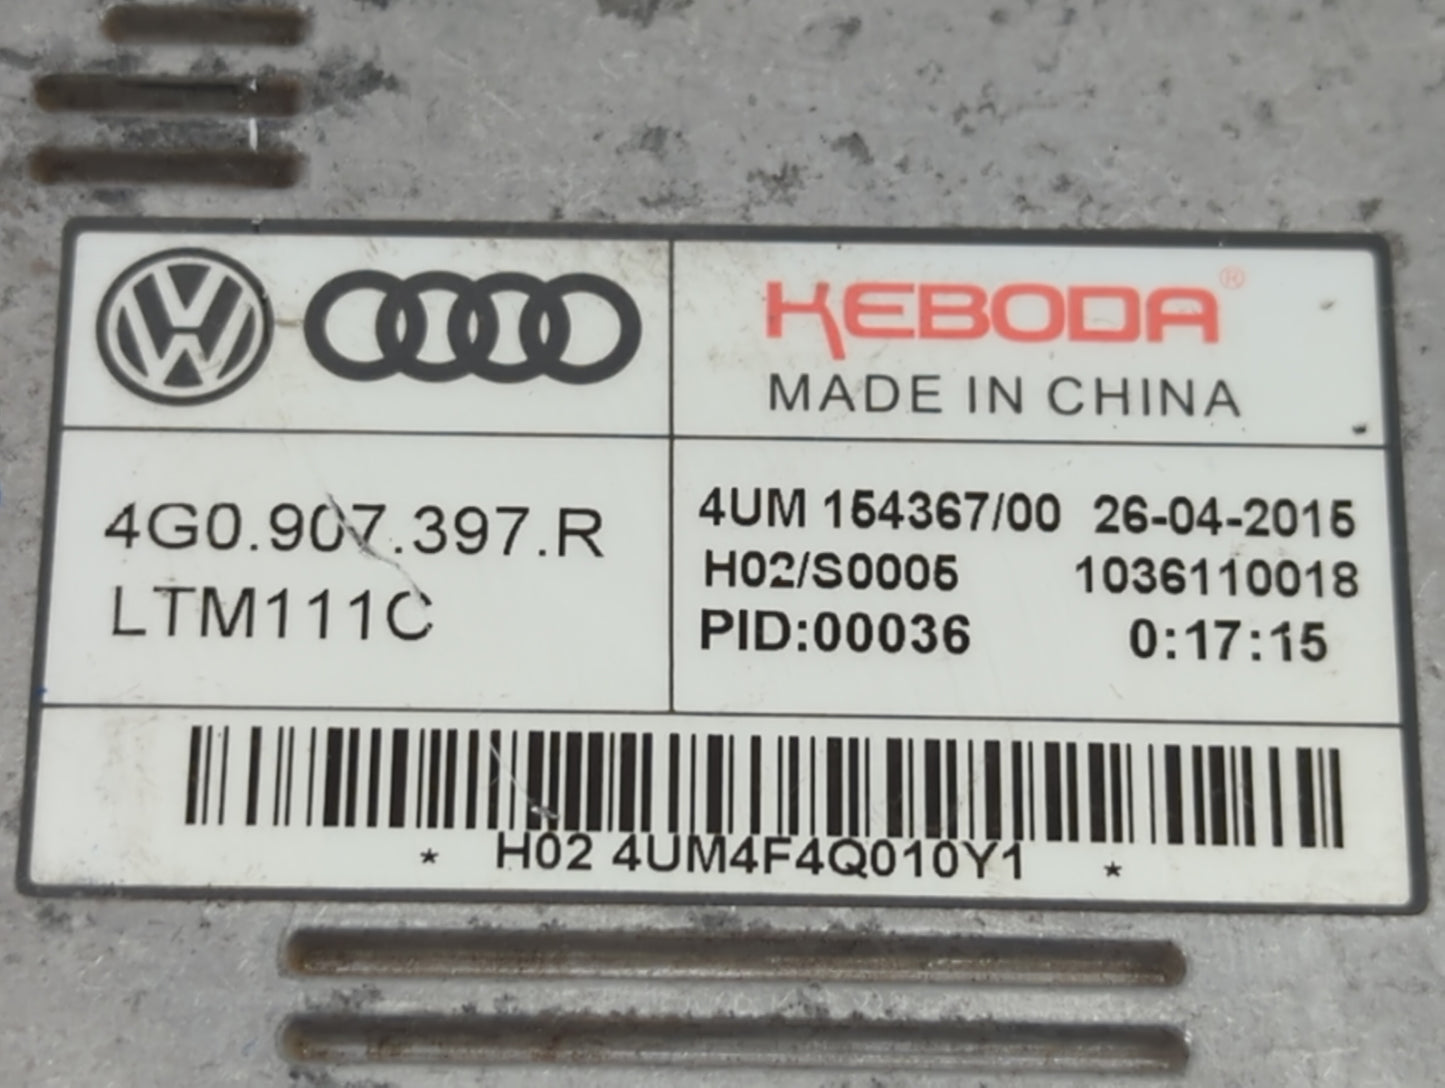 KEBODA®
MADE IN CHINA
4G0.907.397.R
LTM111C
4UM 154367/00 26-04-2015
H02/S0005 1036110018
PID:00036 0:17:15
* H02 4UM4F4Q010Y1 *